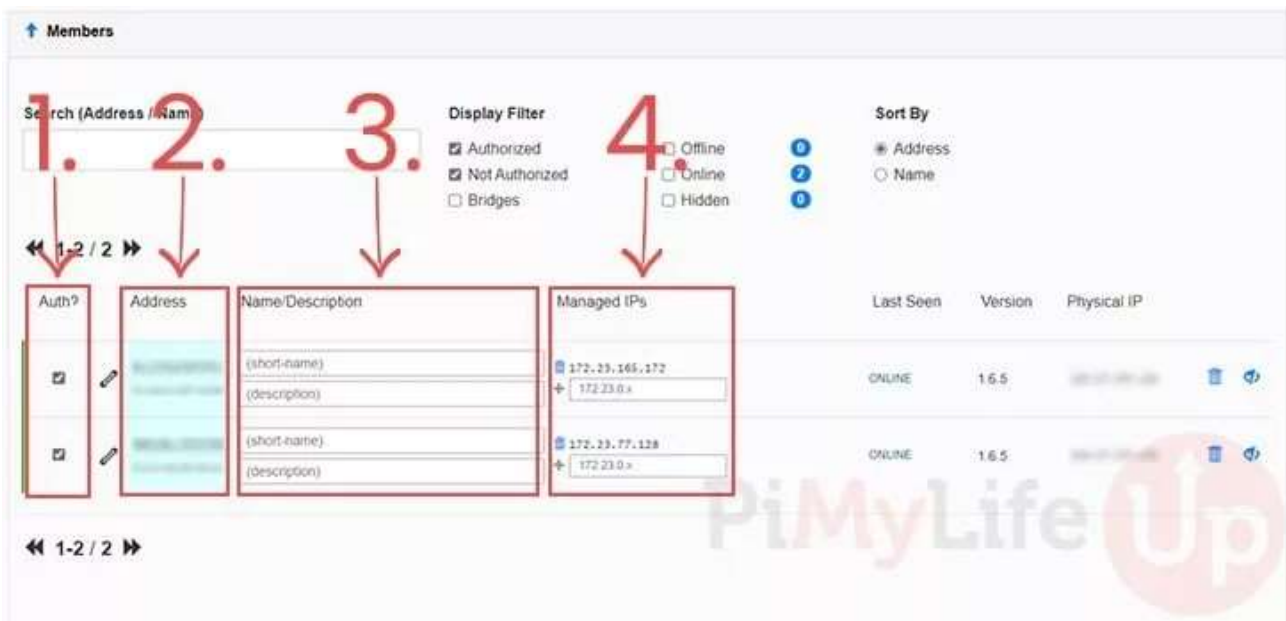 Members
1. 2. 3. 4.
Search (Address / Name)
Display Filter
Sort By
Authorized
Offline
0
Address
Not Authorized
Online
2
Name
Bridges
Hidden
0
1-2 / 2
Auth?
Address
Name/Description
Managed IPs
Last Seen
Version
Physical IP
(short-name)
172.23.165.172
(description)
172.23.0.x
ONLINE
1.6.5
(short-name)
172.23.77.128
(description)
172.23.0.x
ONLINE
1.6.5
1-2 / 2
PiMyLifeUp